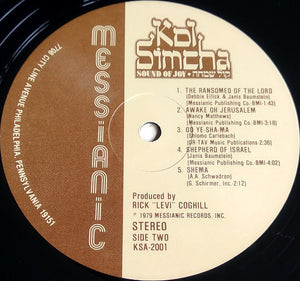 7708 CITY LINE AVENUE PHILADELPHIA, PENNSYLVANIA 19151
MESSIANIC
Kol
Simcha
SOUND OF JOY • קול שמחה
1. THE RANSOMED OF THE LORD
(Debbie Ellick & Janis Baumstein)
(Messianic Publishing Co. BMI-1:43)
2. AWAKE OH JERUSALEM
(Nancy Matthews)
(Messianic Publishing Co. BMI-3:18)
3. OD YE-SHA-MA
(Shlomo Carlebach)
(OR-TAV Music Publications-2:36)
4. SHEPHERD OF ISRAEL
(Janis Baumstein)
(Messianic Publishing Co. BMI-4:02)
5. SHEMA
(A.A. Schwadron)
(G. Schirmer, Inc. 2:12)
Produced by
RICK "LEVI" COGHILL
© 1979 MESSIANIC RECORDS, INC.
STEREO
SIDE TWO
KSA-2001